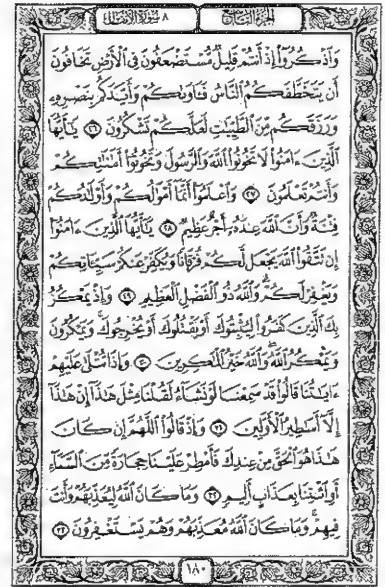 الجزء التاسع
٨ سورة الأنفال
وَاذْكُرُوا إِذْ أَنتُمْ قَلِيلٌ مُّسْتَضْعَفُونَ فِي الْأَرْضِ تَخَافُونَ
أَن يَتَخَطَّفَكُمُ النَّاسُ فَآوَىٰكُمْ وَأَيَّدَكُم بِنَصْرِهِ
وَرَزَقَكُم مِّنَ الطَّيِّبَاتِ لَعَلَّكُمْ تَشْكُرُونَ ٢٦ يَا أَيُّهَا
الَّذِينَ ءَامَنُوا لَا تَخُونُوا اللَّهَ وَالرَّسُولَ وَتَخُونُوا أَمَانَاتِكُمْ
وَأَنتُمْ تَعْلَمُونَ ٢٧ وَاعْلَمُوا أَنَّمَا أَمْوَالُكُمْ وَأَوْلَادُكُمْ
فِتْنَةٌ وَأَنَّ اللَّهَ عِندَهُ أَجْرٌ عَظِيمٌ ٢٨ يَا أَيُّهَا الَّذِينَ ءَامَنُوا
إِن تَتَّقُوا اللَّهَ يَجْعَل لَّكُمْ فُرْقَانًا وَيُكَفِّرْ عَنكُمْ سَيِّئَاتِكُمْ
وَيَغْفِرْ لَكُمْ وَاللَّهُ ذُو الْفَضْلِ الْعَظِيمِ ٢٩ وَإِذْ يَمْكُرُ
بِكَ الَّذِينَ كَفَرُوا لِيُثْبِتُوكَ أَوْ يَقْتُلُوكَ أَوْ يُخْرِجُوكَ وَيَمْكُرُونَ
وَيَمْكُرُ اللَّهُ وَاللَّهُ خَيْرُ الْمَاكِرِينَ ٣٠ وَإِذَا تُتْلَىٰ عَلَيْهِمْ
ءَايَاتُنَا قَالُوا قَدْ سَمِعْنَا لَوْ نَشَاءُ لَقُلْنَا مِثْلَ هَٰذَا إِنْ هَٰذَا
إِلَّا أَسَاطِيرُ الْأَوَّلِينَ ٣١ وَإِذْ قَالُوا اللَّهُمَّ إِن كَانَ
هَٰذَا هُوَ الْحَقَّ مِنْ عِندِكَ فَأَمْطِرْ عَلَيْنَا حِجَارَةً مِّنَ السَّمَاءِ
أَوِ ائْتِنَا بِعَذَابٍ أَلِيمٍ ٣٢ وَمَا كَانَ اللَّهُ لِيُعَذِّبَهُمْ وَأَنتَ
فِيهِمْ وَمَا كَانَ اللَّهُ مُعَذِّبَهُمْ وَهُمْ يَسْتَغْفِرُونَ ٣٣
١٨٠